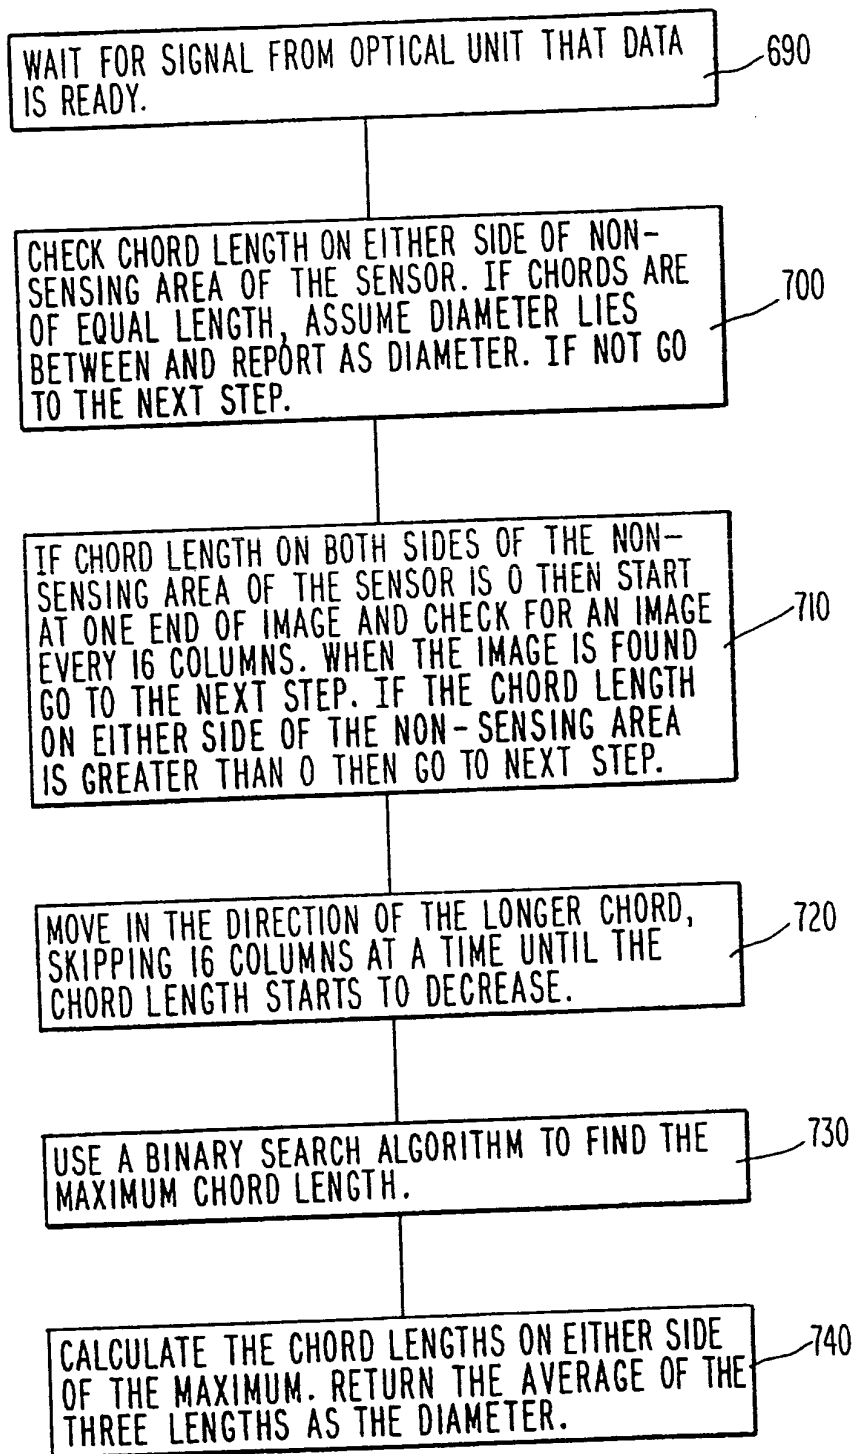 WAIT FOR SIGNAL FROM OPTICAL UNIT THAT DATA
IS READY.
690
CHECK CHORD LENGTH ON EITHER SIDE OF NON-
SENSING AREA OF THE SENSOR. IF CHORDS ARE
OF EQUAL LENGTH, ASSUME DIAMETER LIES
BETWEEN AND REPORT AS DIAMETER. IF NOT GO
TO THE NEXT STEP.
700
IF CHORD LENGTH ON BOTH SIDES OF THE NON-
SENSING AREA OF THE SENSOR IS 0 THEN START
AT ONE END OF IMAGE AND CHECK FOR AN IMAGE
EVERY 16 COLUMNS. WHEN THE IMAGE IS FOUND
GO TO THE NEXT STEP. IF THE CHORD LENGTH
ON EITHER SIDE OF THE NON-SENSING AREA
IS GREATER THAN 0 THEN GO TO NEXT STEP.
710
MOVE IN THE DIRECTION OF THE LONGER CHORD,
SKIPPING 16 COLUMNS AT A TIME UNTIL THE
CHORD LENGTH STARTS TO DECREASE.
720
USE A BINARY SEARCH ALGORITHM TO FIND THE
MAXIMUM CHORD LENGTH.
730
CALCULATE THE CHORD LENGTHS ON EITHER SIDE
OF THE MAXIMUM. RETURN THE AVERAGE OF THE
THREE LENGTHS AS THE DIAMETER.
740